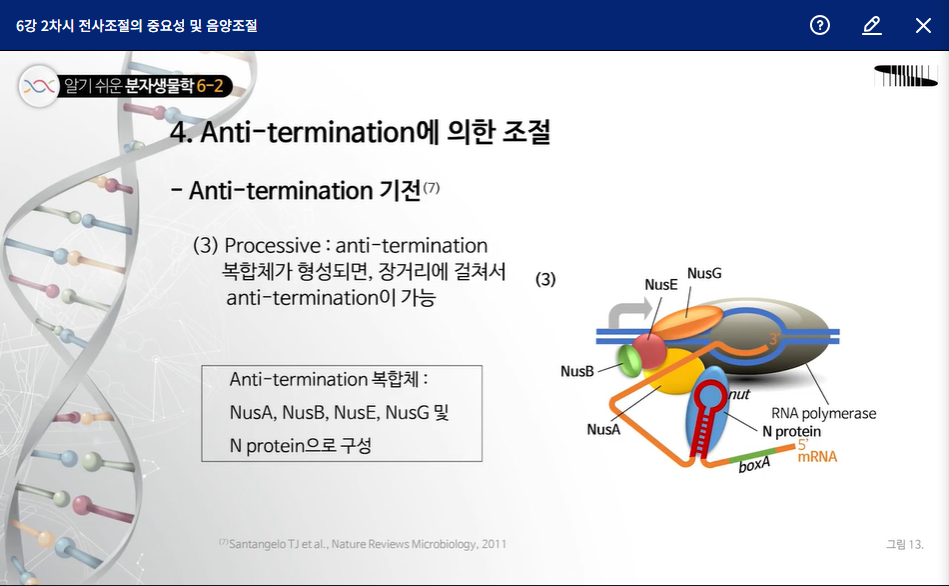 6강 2차시 전사조절의 중요성 및 음양조절
알기 쉬운 분자생물학 6-2
4. Anti-termination에 의한 조절
- Anti-termination 기전(7)
(3) Processive : anti-termination
복합체가 형성되면, 장거리에 걸쳐서
anti-termination이 가능
Anti-termination 복합체 :
NusA, NusB, NusE, NusG 및
N protein으로 구성
(3)
NusG
NusE
3'
NusB
nut
RNA polymerase
NusA
N protein
5'
mRNA
boxA
(7)Santangelo TJ et al., Nature Reviews Microbiology, 2011
그림 13.